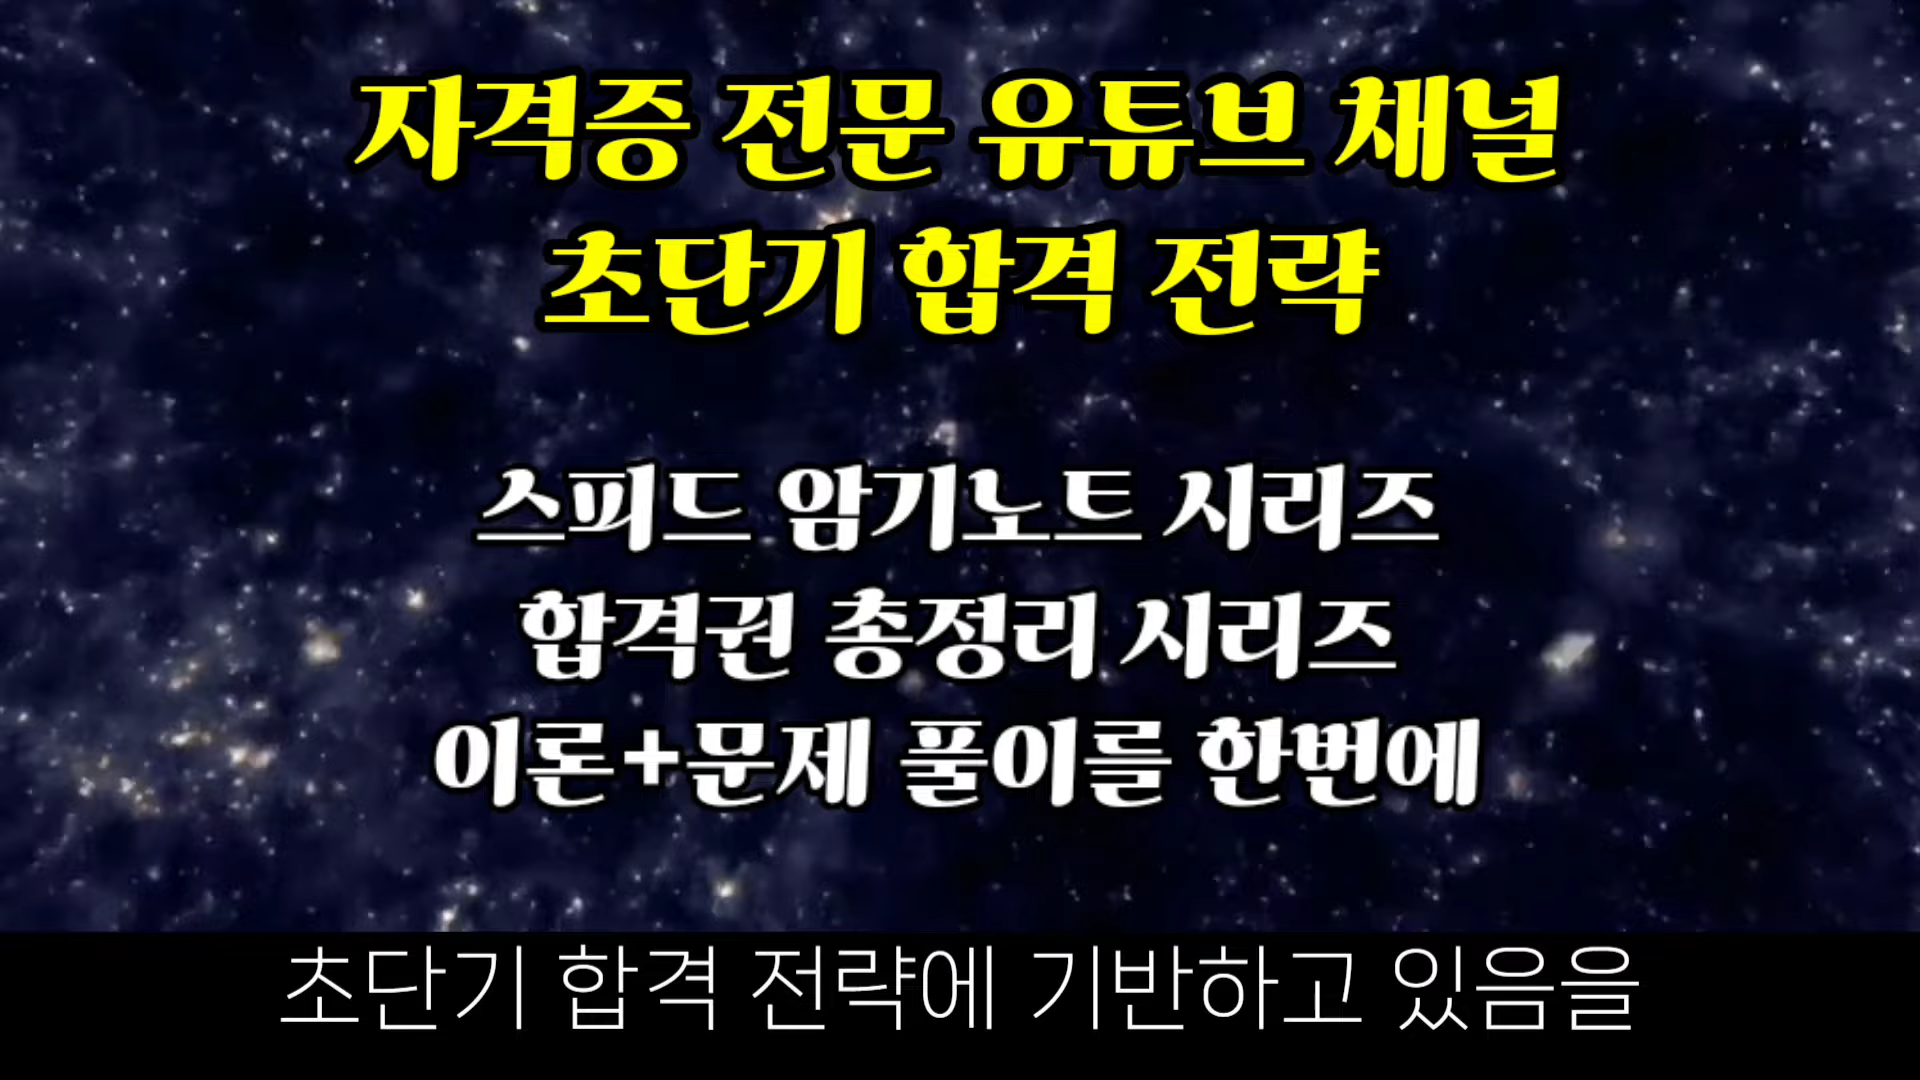 자격증 전문 유튜브 채널
초단기 합격 전략
스피드 암기노트 시리즈
합격권 총정리 시리즈
이론+문제 풀이를 한번에
초단기 합격 전략에 기반하고 있음을